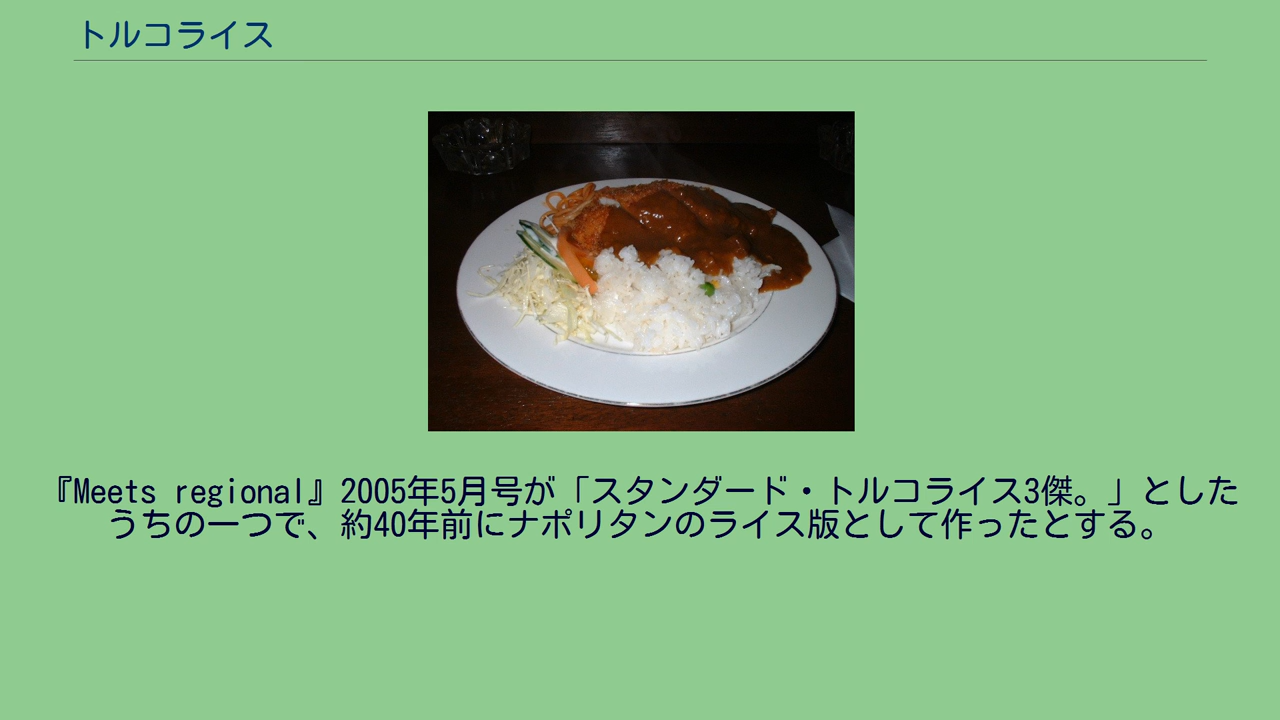 トルコライス
『Meets regional』2005年5月号が「スタンダード・トルコライス3傑。」とした
うちの一つで、約40年前にナポリタンのライス版として作ったとする。